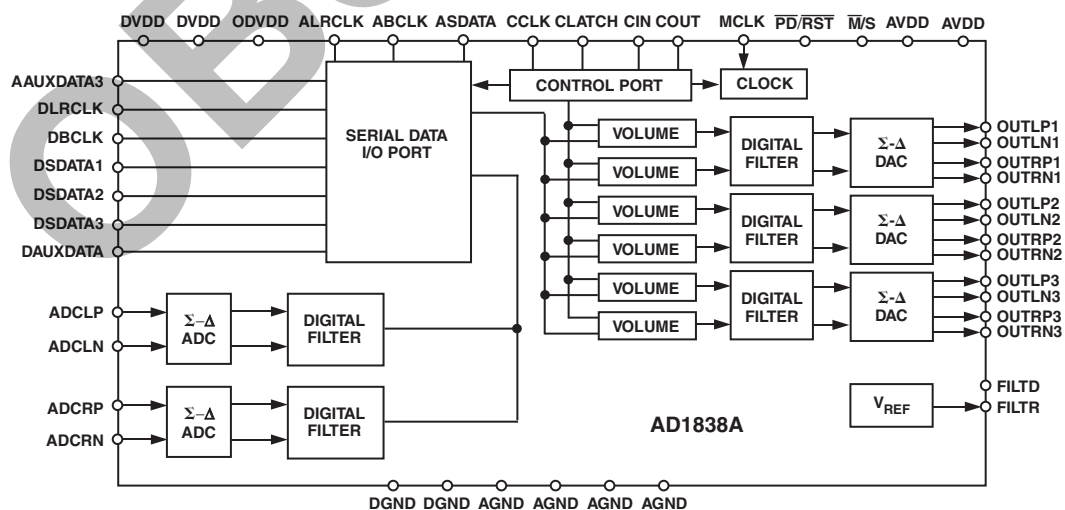 DVDD DVDD ODVDD ALRCLK ABCLK ASDATA CCLK CLATCH CIN COUT MCLK P̅D̅/R̅S̅T̅ M̅/S AVDD AVDD
AAUXDATA3
DLRCLK
DBCLK
DSDATA1
DSDATA2
DSDATA3
DAUXDATA
SERIAL DATA
I/O PORT
CONTROL PORT
CLOCK
VOLUME
VOLUME
DIGITAL
FILTER
Σ-Δ
DAC
OUTLP1
OUTLN1
OUTRP1
OUTRN1
VOLUME
VOLUME
DIGITAL
FILTER
Σ-Δ
DAC
OUTLP2
OUTLN2
OUTRP2
OUTRN2
VOLUME
VOLUME
DIGITAL
FILTER
Σ-Δ
DAC
OUTLP3
OUTLN3
OUTRP3
OUTRN3
ADCLP
ADCLN
Σ–Δ
ADC
DIGITAL
FILTER
ADCRP
ADCRN
Σ–Δ
ADC
DIGITAL
FILTER
AD1838A
VREF
FILTD
FILTR
DGND DGND AGND AGND AGND AGND